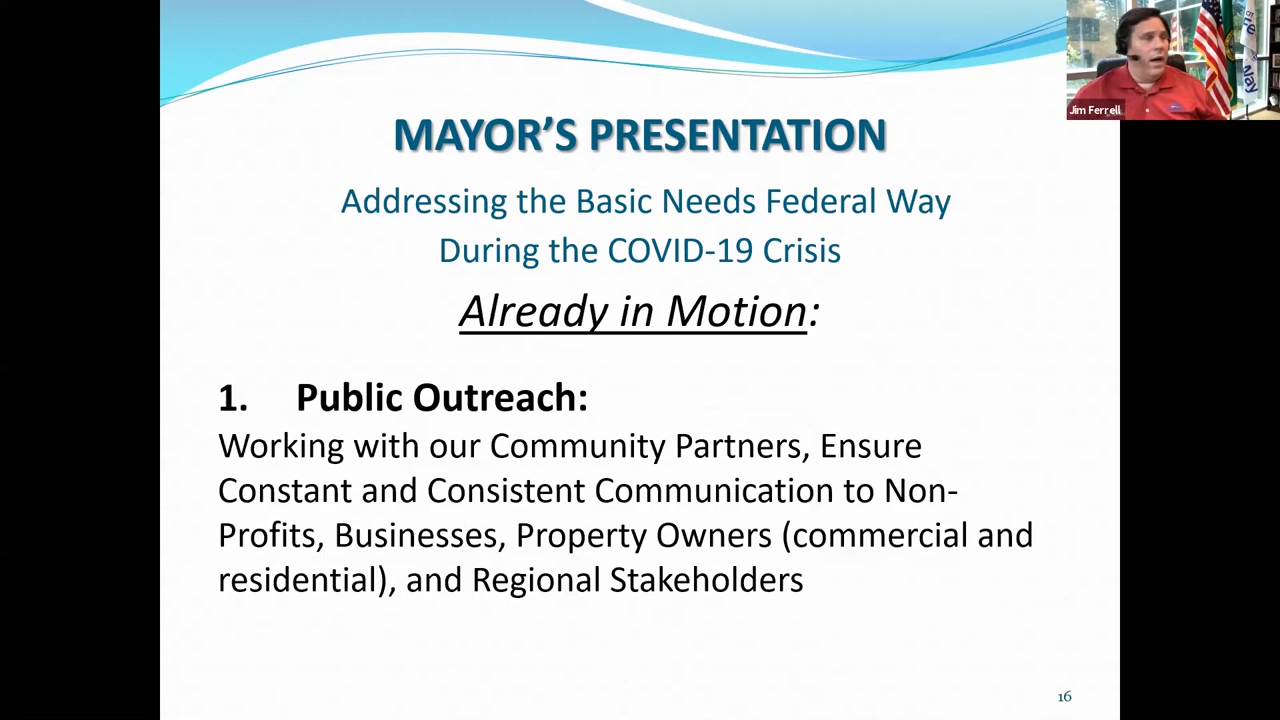 MAYOR'S PRESENTATION
Addressing the Basic Needs Federal Way
During the COVID-19 Crisis
Already in Motion:
1. Public Outreach:
Working with our Community Partners, Ensure
Constant and Consistent Communication to Non-
Profits, Businesses, Property Owners (commercial and
residential), and Regional Stakeholders
16
Jim Ferrell
Way